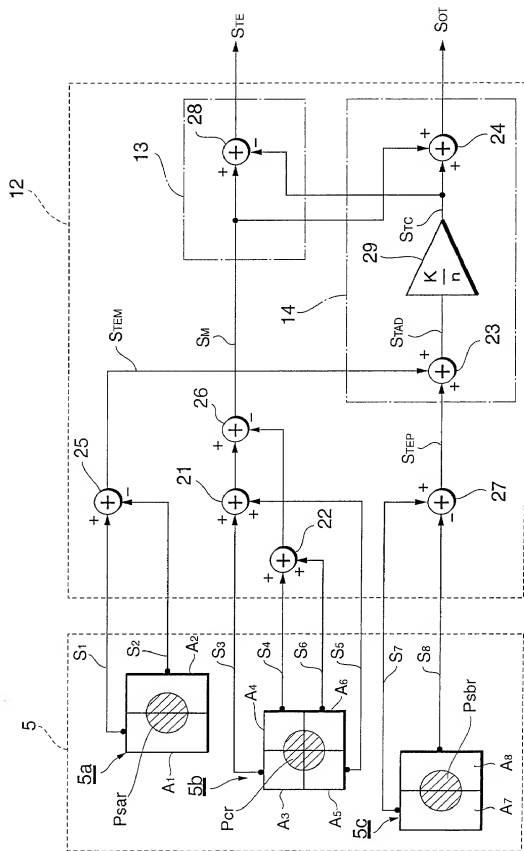 12
STE
SOT
13
28
+
-
+
24
+
+
STC
29
K
n
14
STAD
STEM
SM
23
+
+
26
+
-
25
+
-
21
+
+
22
+
+
STEP
27
+
-
S1
S2
S3
S4
S6
S5
S7
S8
5
5a
A2
A1
Psar
5b
A4
A6
A3
A5
Pcr
5c
Psbr
A8
A7